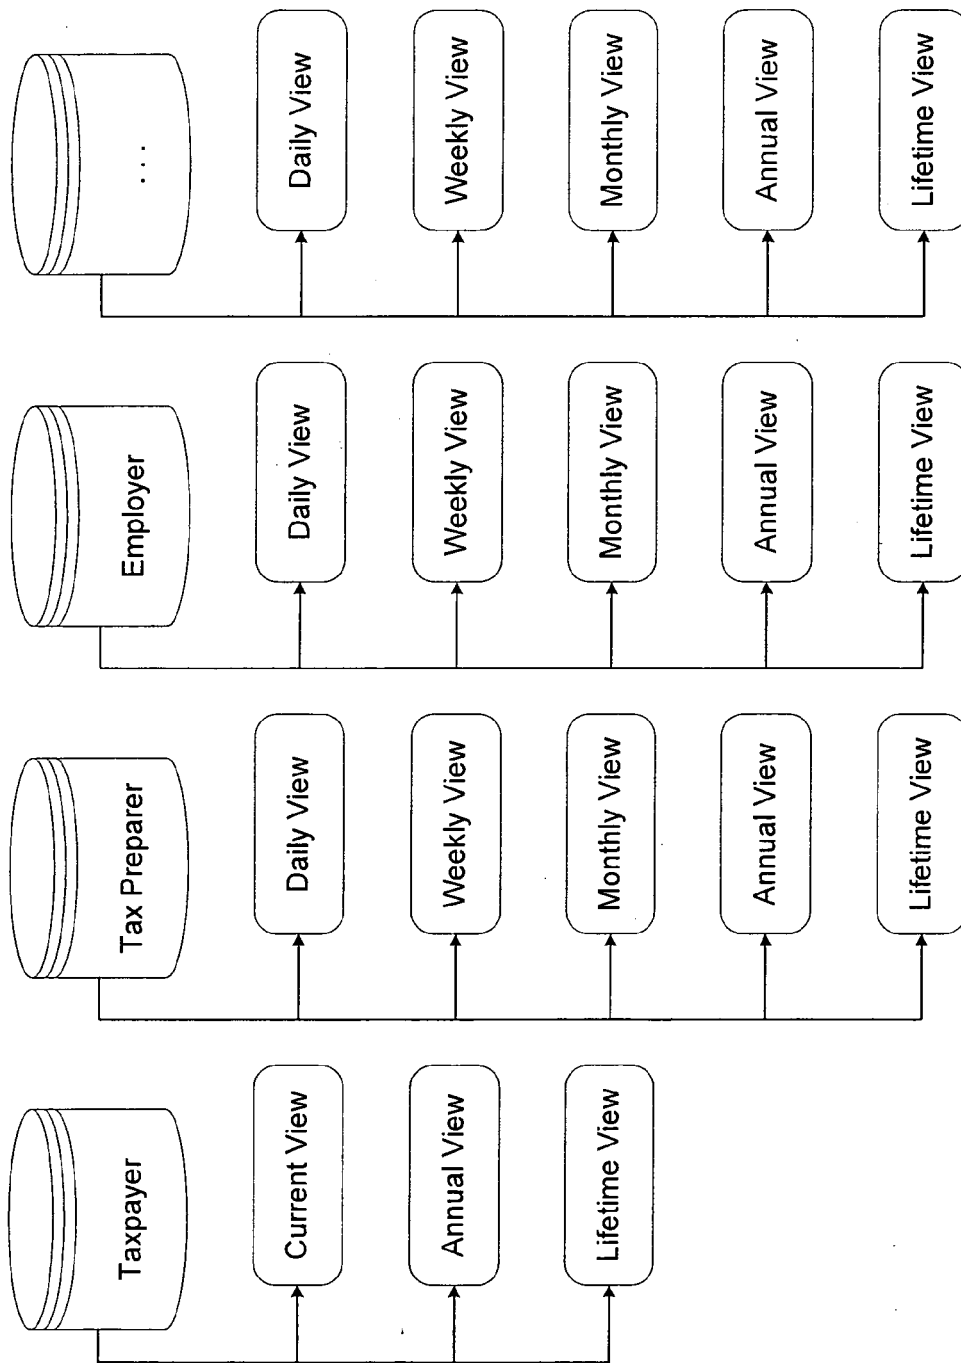 Taxpayer
Current View
Annual View
Lifetime View
Tax Preparer
Daily View
Weekly View
Monthly View
Annual View
Lifetime View
Employer
Daily View
Weekly View
Monthly View
Annual View
Lifetime View
. . .
Daily View
Weekly View
Monthly View
Annual View
Lifetime View